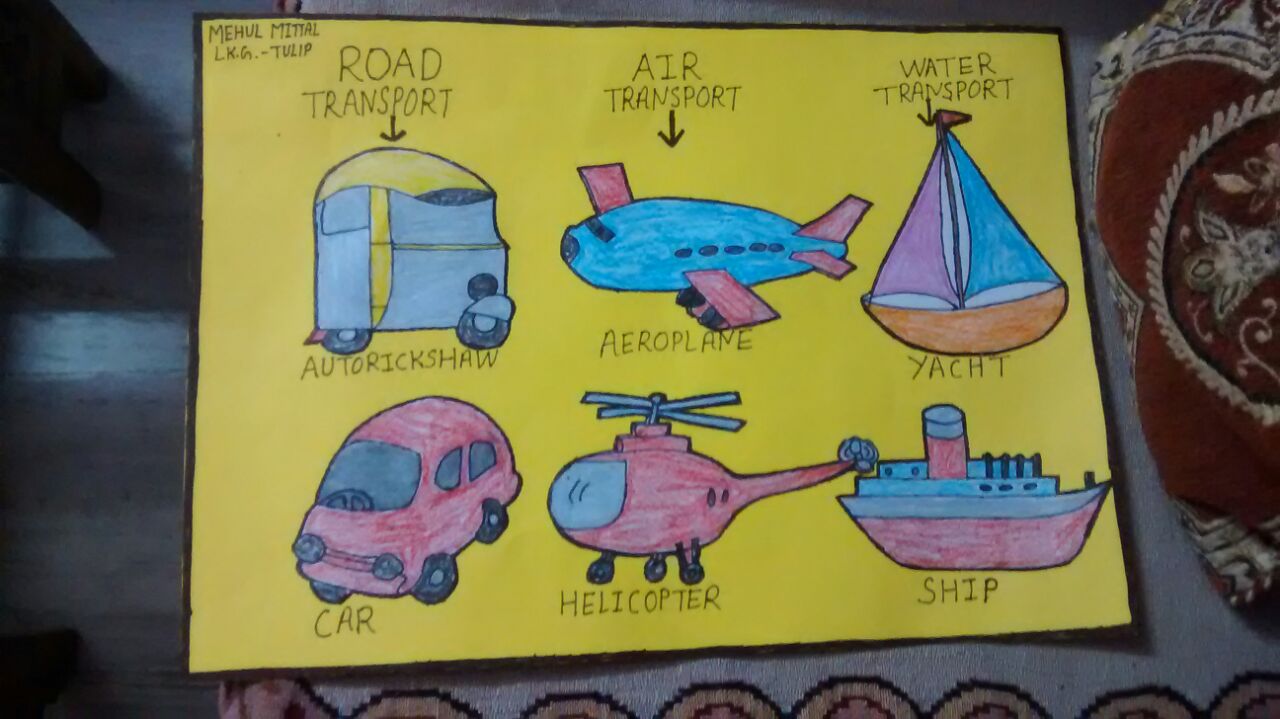 MEHUL MITTAL
L.K.G.-TULIP
ROAD
TRANSPORT
AIR
TRANSPORT
WATER
TRANSPORT
AUTORICKSHAW
AEROPLANE
YACHT
CAR
HELICOPTER
SHIP